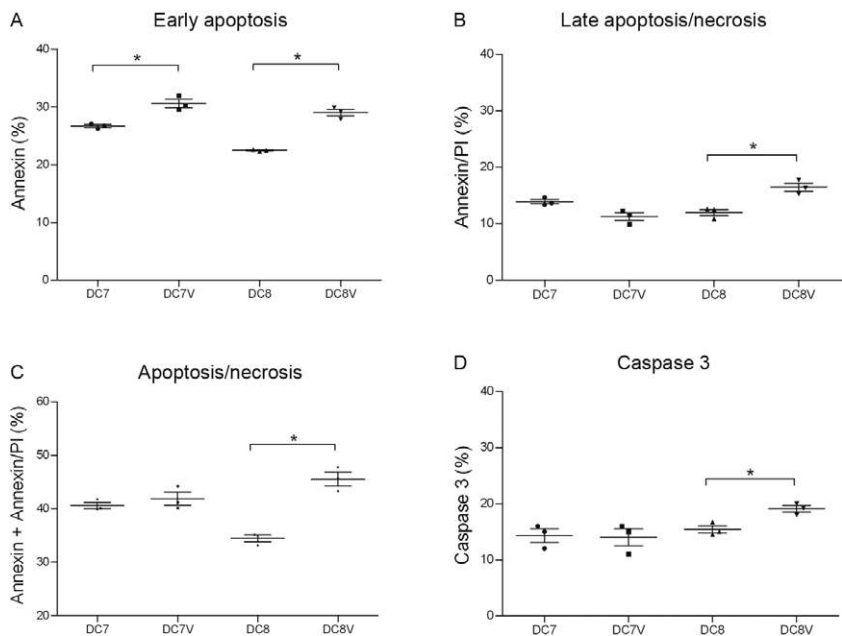 A
Early apoptosis
Annexin (%)
40
30
20
10
0
*
*
DC7 DC7V DC8 DC8V
B
Late apoptosis/necrosis
Annexin/PI (%)
40
30
20
10
0
*
DC7 DC7V DC8 DC8V
C
Apoptosis/necrosis
Annexin + Annexin/PI (%)
60
50
40
30
20
*
DC7 DC7V DC8 DC8V
D
Caspase 3
Caspase 3 (%)
40
30
20
10
0
*
DC7 DC7V DC8 DC8V